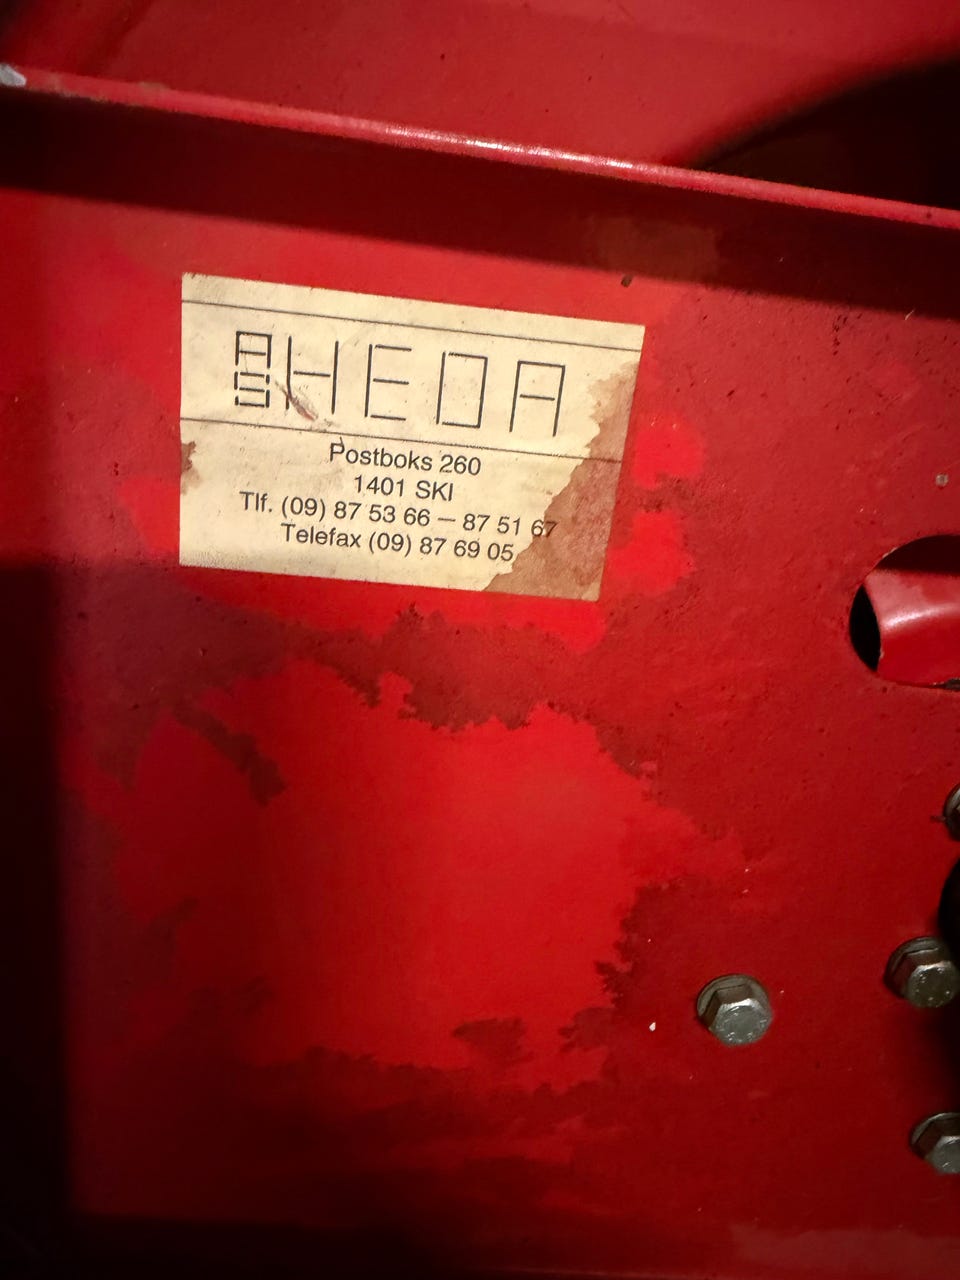 AS HEDA
Postboks 260
1401 SKI
Tlf. (09) 87 53 66 – 87 51 67
Telefax (09) 87 69 05